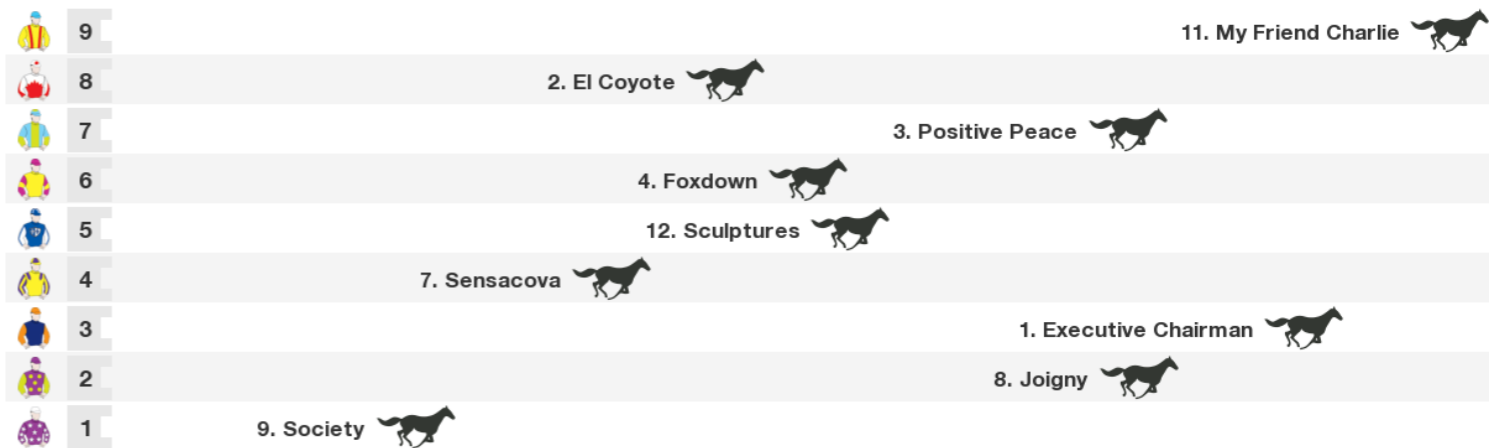 9 11. My Friend Charlie
8 2. El Coyote
7 3. Positive Peace
6 4. Foxdown
5 12. Sculptures
4 7. Sensacova
3 1. Executive Chairman
2 8. Joigny
1 9. Society